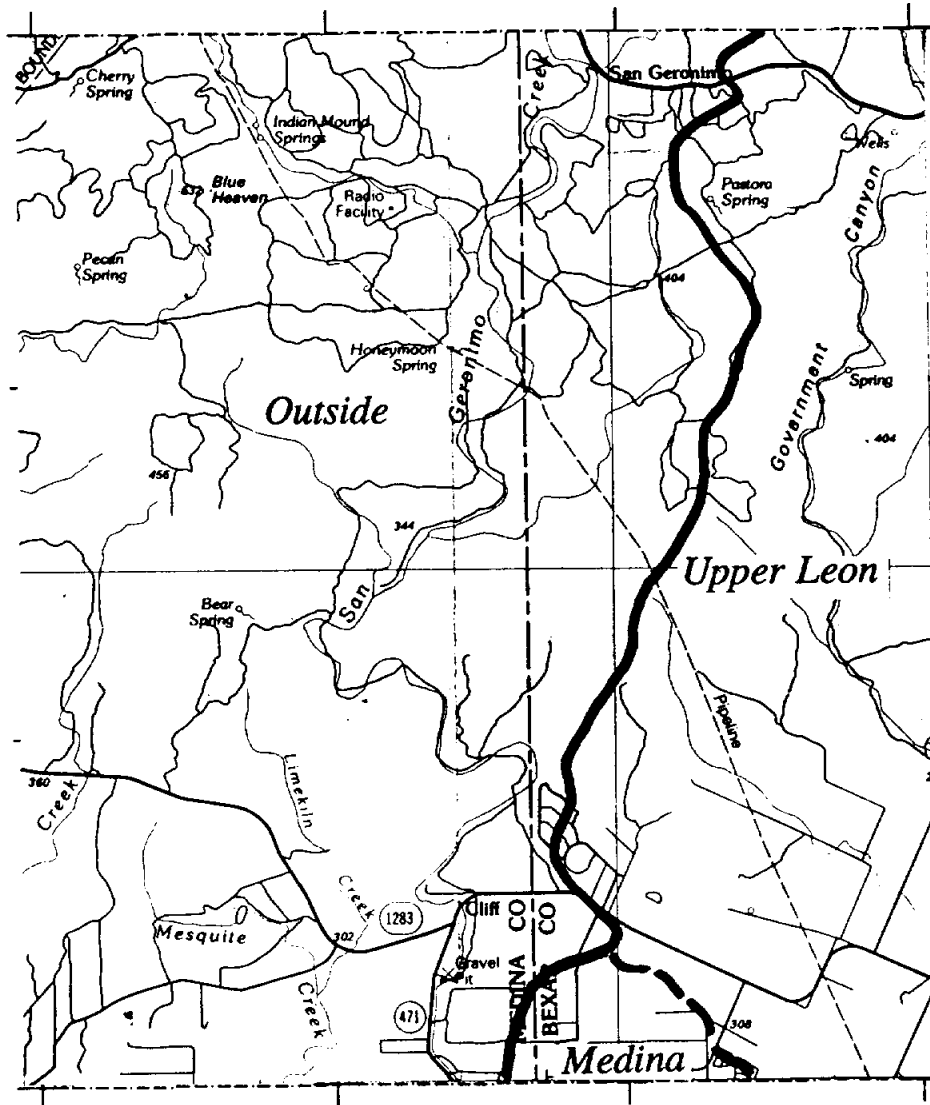 BOUND
Cherry
Spring
Indian Mound
Springs
Creek
San Geronimo
Wells
Blue
Heaven
Radio
Facility
Pastora
Spring
Canyon
Pecan
Spring
404
Honeymoon
Spring
Geronimo
Government
Spring
Outside
404
456
344
Upper Leon
San
Bear
Spring
Pipeline
360
Creek
Limekiln
Creek
Cliff
1283
MEDINA CO
BEXAR CO
Mesquite
302
Gravel
Pit
Creek
471
308
Medina